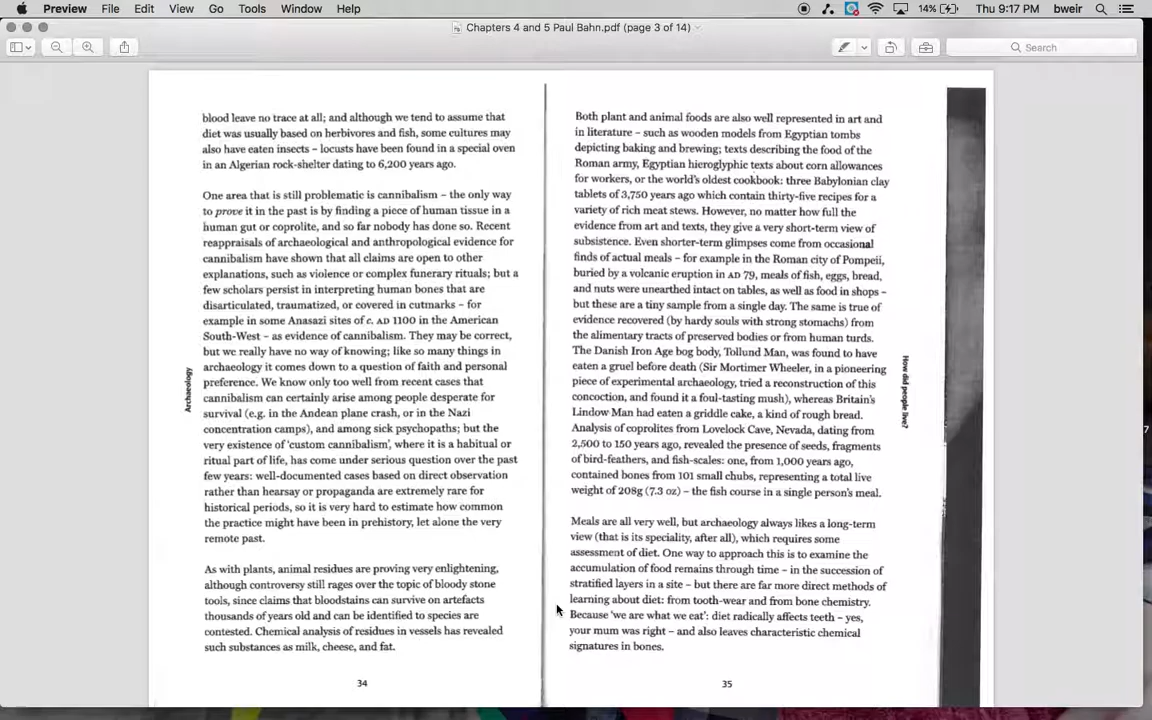 Preview File Edit View Go Tools Window Help 14% Thu 9:17 PM bweir
Chapters 4 and 5 Paul Bahn.pdf (page 3 of 14)
Search
blood leave no trace at all; and although we tend to assume that
diet was usually based on herbivores and fish, some cultures may
also have eaten insects – locusts have been found in a special oven
in an Algerian rock-shelter dating to 6,200 years ago.
One area that is still problematic is cannibalism – the only way
to prove it in the past is by finding a piece of human tissue in a
human gut or coprolite, and so far nobody has done so. Recent
reappraisals of archaeological and anthropological evidence for
cannibalism have shown that all claims are open to other
explanations, such as violence or complex funerary rituals; but a
few scholars persist in interpreting human bones that are
disarticulated, traumatized, or covered in cutmarks – for
example in some Anasazi sites of c. AD 1100 in the American
South-West – as evidence of cannibalism. They may be correct,
but we really have no way of knowing; like so many things in
archaeology it comes down to a question of faith and personal
preference. We know only too well from recent cases that
cannibalism can certainly arise among people desperate for
survival (e.g. in the Andean plane crash, or in the Nazi
concentration camps), and among sick psychopaths; but the
very existence of 'custom cannibalism', where it is a habitual or
ritual part of life, has come under serious question over the past
few years: well-documented cases based on direct observation
rather than hearsay or propaganda are extremely rare for
historical periods, so it is very hard to estimate how common
the practice might have been in prehistory, let alone the very
remote past.
As with plants, animal residues are proving very enlightening,
although controversy still rages over the topic of bloody stone
tools, since claims that bloodstains can survive on artefacts
thousands of years old and can be identified to species are
contested. Chemical analysis of residues in vessels has revealed
such substances as milk, cheese, and fat.
Archaeology
34
Both plant and animal foods are also well represented in art and
in literature – such as wooden models from Egyptian tombs
depicting baking and brewing; texts describing the food of the
Roman army, Egyptian hieroglyphic texts about corn allowances
for workers, or the world's oldest cookbook: three Babylonian clay
tablets of 3,750 years ago which contain thirty-five recipes for a
variety of rich meat stews. However, no matter how full the
evidence from art and texts, they give a very short-term view of
subsistence. Even shorter-term glimpses come from occasional
finds of actual meals – for example in the Roman city of Pompeii,
buried by a volcanic eruption in AD 79, meals of fish, eggs, bread,
and nuts were unearthed intact on tables, as well as food in shops –
but these are a tiny sample from a single day. The same is true of
evidence recovered (by hardy souls with strong stomachs) from
the alimentary tracts of preserved bodies or from human turds.
The Danish Iron Age bog body, Tollund Man, was found to have
eaten a gruel before death (Sir Mortimer Wheeler, in a pioneering
piece of experimental archaeology, tried a reconstruction of this
concoction, and found it a foul-tasting mush), whereas Britain's
Lindow Man had eaten a griddle cake, a kind of rough bread.
Analysis of coprolites from Lovelock Cave, Nevada, dating from
2,500 to 150 years ago, revealed the presence of seeds, fragments
of bird-feathers, and fish-scales: one, from 1,000 years ago,
contained bones from 101 small chubs, representing a total live
weight of 208g (7.3 oz) – the fish course in a single person's meal.
Meals are all very well, but archaeology always likes a long-term
view (that is its speciality, after all), which requires some
assessment of diet. One way to approach this is to examine the
accumulation of food remains through time – in the succession of
stratified layers in a site – but there are far more direct methods of
learning about diet: from tooth-wear and from bone chemistry.
Because 'we are what we eat': diet radically affects teeth – yes,
your mum was right – and also leaves characteristic chemical
signatures in bones.
How did people live?
35
7